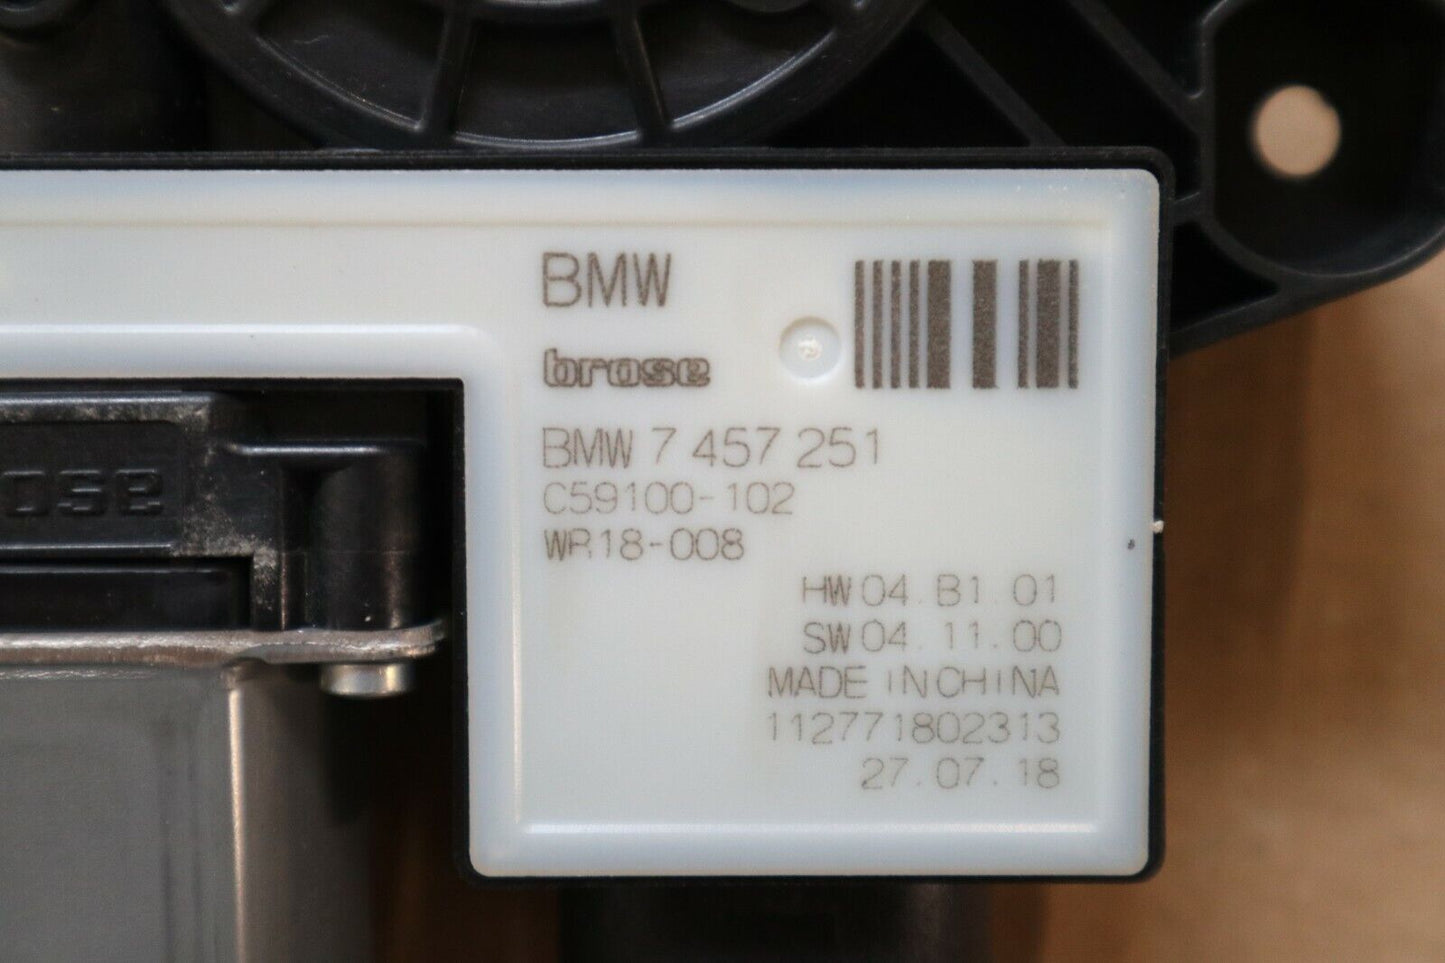 BMW
brose
BMW 7 457 251
C59100-102
WR18-008
HW 04.B1.01
SW 04.11.00
MADE IN CHINA
112771802313
27.07.18
ose